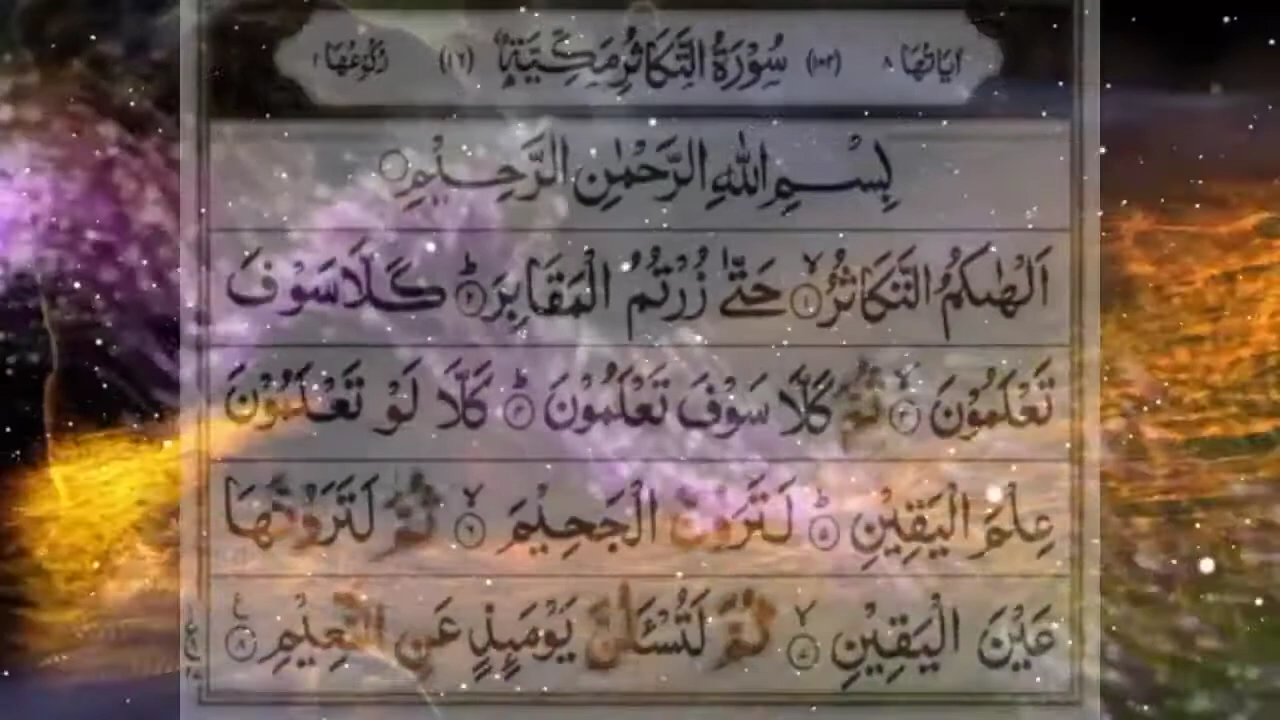 اٰيَاتُهَا ٨ (١٠٢) سُوْرَةُ التَّكَاثُرِ مَكِّيَّةٌ (١٦) رُكُوْعُهَا ١
بِسْمِ اللّٰهِ الرَّحْمٰنِ الرَّحِيْمِ
اَلْهٰىكُمُ التَّكَاثُرُ ۙ﴿١﴾ حَتّٰى زُرْتُمُ الْمَقَابِرَ ؕ﴿٢﴾ كَلَّا سَوْفَ
تَعْلَمُوْنَ ۙ﴿٣﴾ ثُمَّ كَلَّا سَوْفَ تَعْلَمُوْنَ ؕ﴿٤﴾ كَلَّا لَوْ تَعْلَمُوْنَ
عِلْمَ الْيَقِيْنِ ؕ﴿٥﴾ لَتَرَوُنَّ الْجَحِيْمَ ۙ﴿٦﴾ ثُمَّ لَتَرَوُنَّهَا
عَيْنَ الْيَقِيْنِ ۙ﴿٧﴾ ثُمَّ لَتُسْـَٔلُنَّ يَوْمَىِٕذٍ عَنِ النَّعِيْمِ ﴿٨﴾ ع